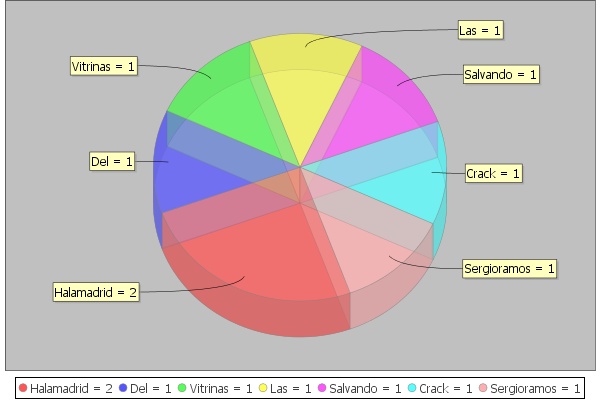 Las = 1
Vitrinas = 1
Salvando = 1
Del = 1
Crack = 1
Sergioramos = 1
Halamadrid = 2
Halamadrid = 2 Del = 1 Vitrinas = 1 Las = 1 Salvando = 1 Crack = 1 Sergioramos = 1